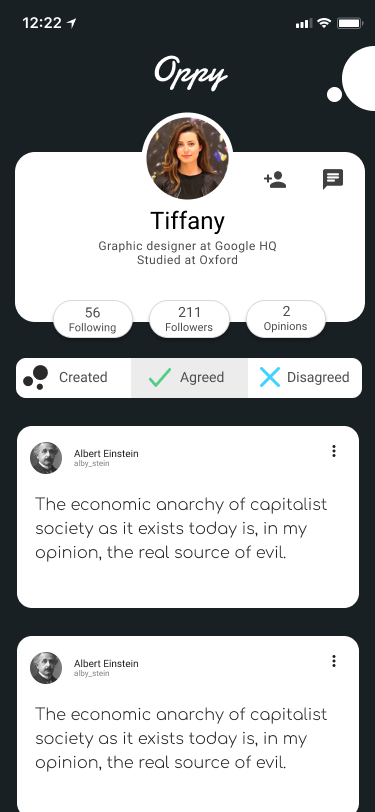 12:22
Oppy
Tiffany
Graphic designer at Google HQ
Studied at Oxford
56
Following
211
Followers
2
Opinions
Created
Agreed
Disagreed
Albert Einstein
alby_stein
The economic anarchy of capitalist
society as it exists today is, in my
opinion, the real source of evil.
Albert Einstein
alby_stein
The economic anarchy of capitalist
society as it exists today is, in my
opinion, the real source of evil.